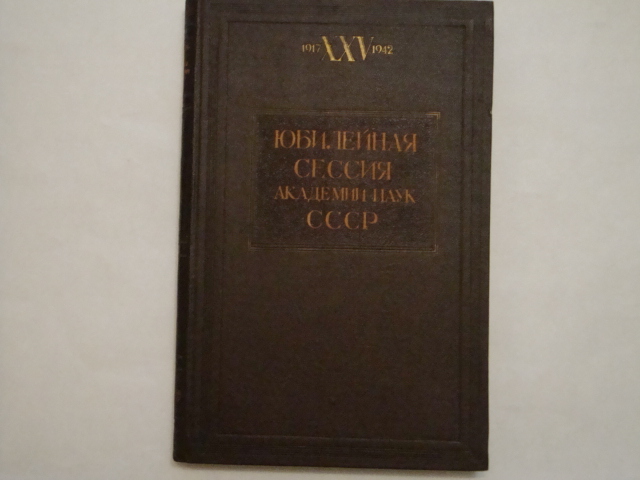 1917 XXV 1942
ЮБИЛЕЙНАЯ
СЕССИЯ
АКАДЕМИИ НАУК
СССР